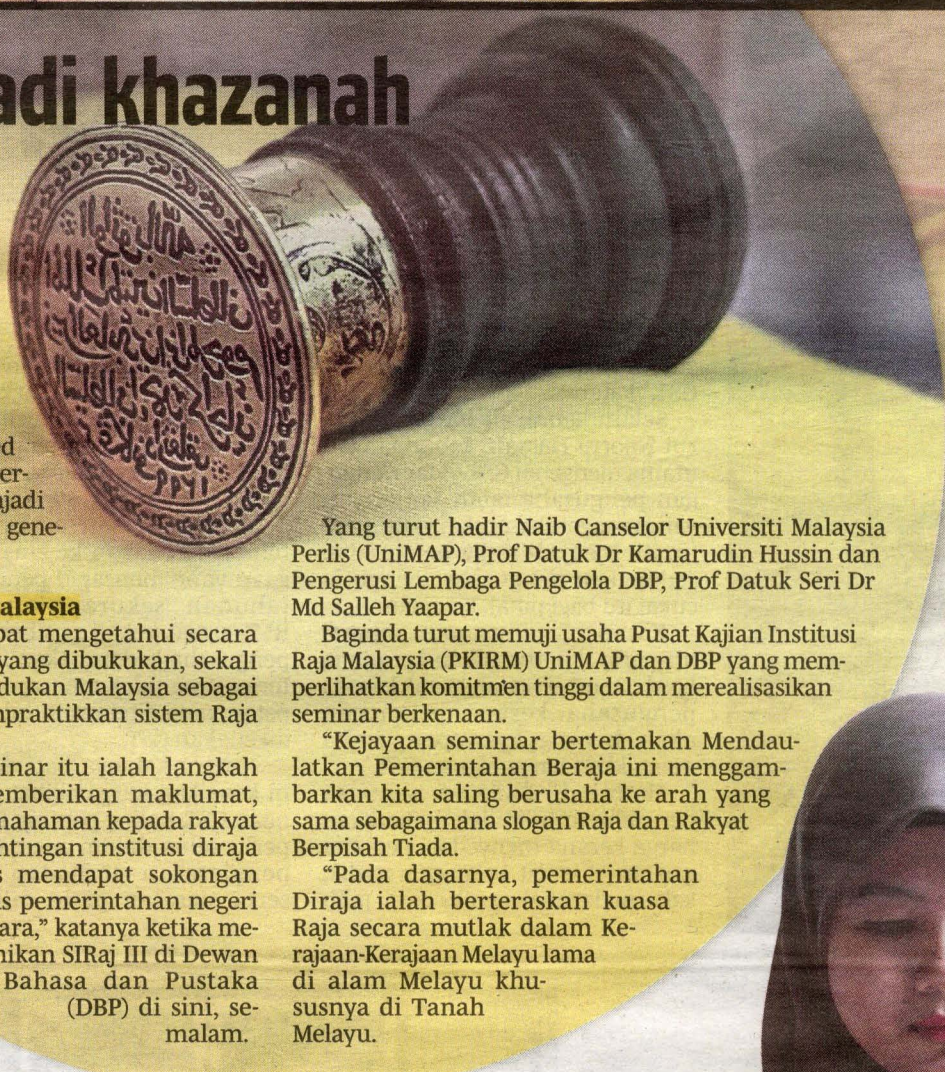 adi khazanah
ed
er-
njadi
gene-
alaysia
pat mengetahui secara
yang dibukukan, sekali
dukan Malaysia sebagai
mpraktikkan sistem Raja
inar itu ialah langkah
emberikan maklumat,
mahaman kepada rakyat
ntingan institusi diraja
s mendapat sokongan
as pemerintahan negeri
ara,” katanya ketika me-
nikan SIRaj III di Dewan
Bahasa dan Pustaka
(DBP) di sini, se-
malam.
Yang turut hadir Naib Canselor Universiti Malaysia
Perlis (UniMAP), Prof Datuk Dr Kamarudin Hussin dan
Pengerusi Lembaga Pengelola DBP, Prof Datuk Seri Dr
Md Salleh Yaapar.
Baginda turut memuji usaha Pusat Kajian Institusi
Raja Malaysia (PKIRM) UniMAP dan DBP yang mem-
perlihatkan komitmen tinggi dalam merealisasikan
seminar berkenaan.
“Kejayaan seminar bertemakan Mendau-
latkan Pemerintahan Beraja ini menggam-
barkan kita saling berusaha ke arah yang
sama sebagaimana slogan Raja dan Rakyat
Berpisah Tiada.
“Pada dasarnya, pemerintahan
Diraja ialah berteraskan kuasa
Raja secara mutlak dalam Ke-
rajaan-Kerajaan Melayu lama
di alam Melayu khu-
susnya di Tanah
Melayu.